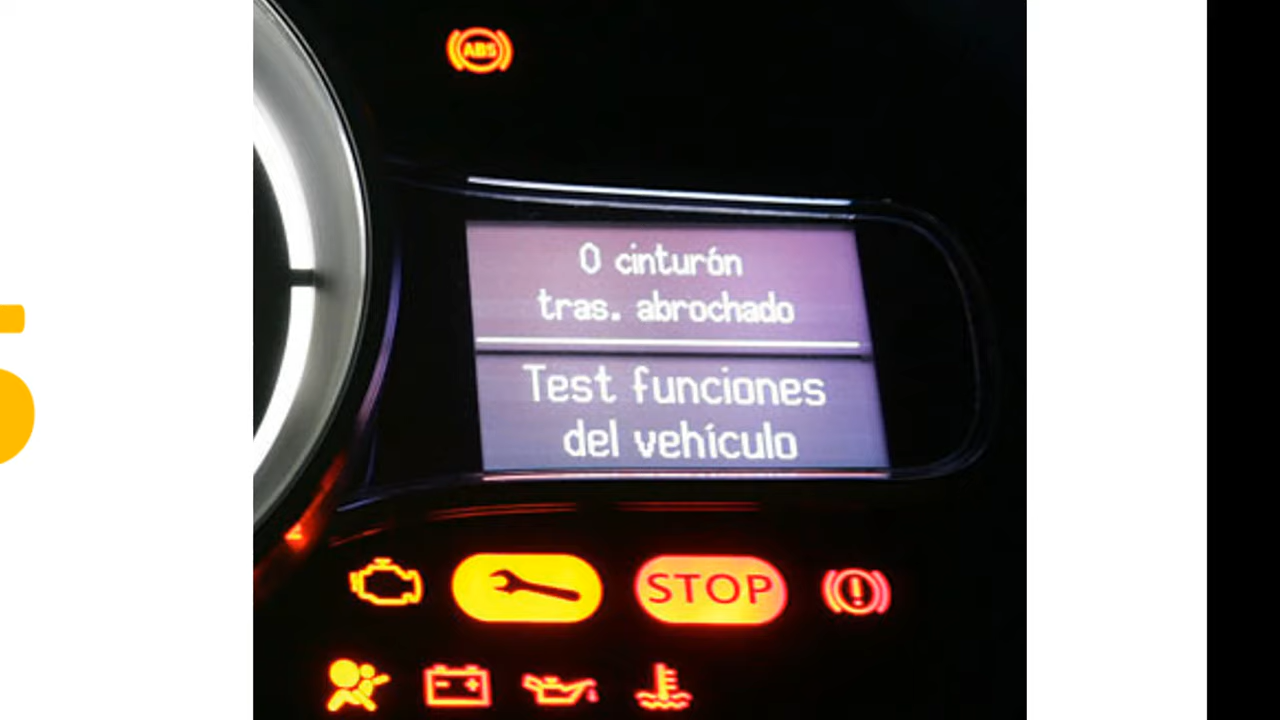 ABS
0 cinturón
tras. abrochado
Test funciones
del vehículo
STOP